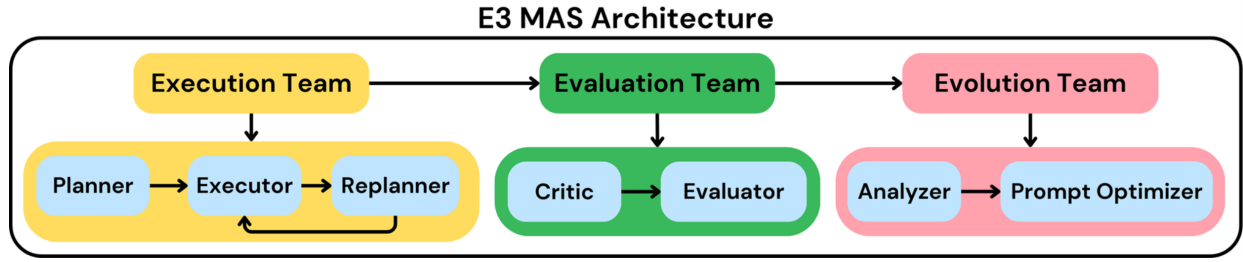 E3 MAS Architecture
Execution Team
Evaluation Team
Evolution Team
Planner
Executor
Replanner
Critic
Evaluator
Analyzer
Prompt Optimizer